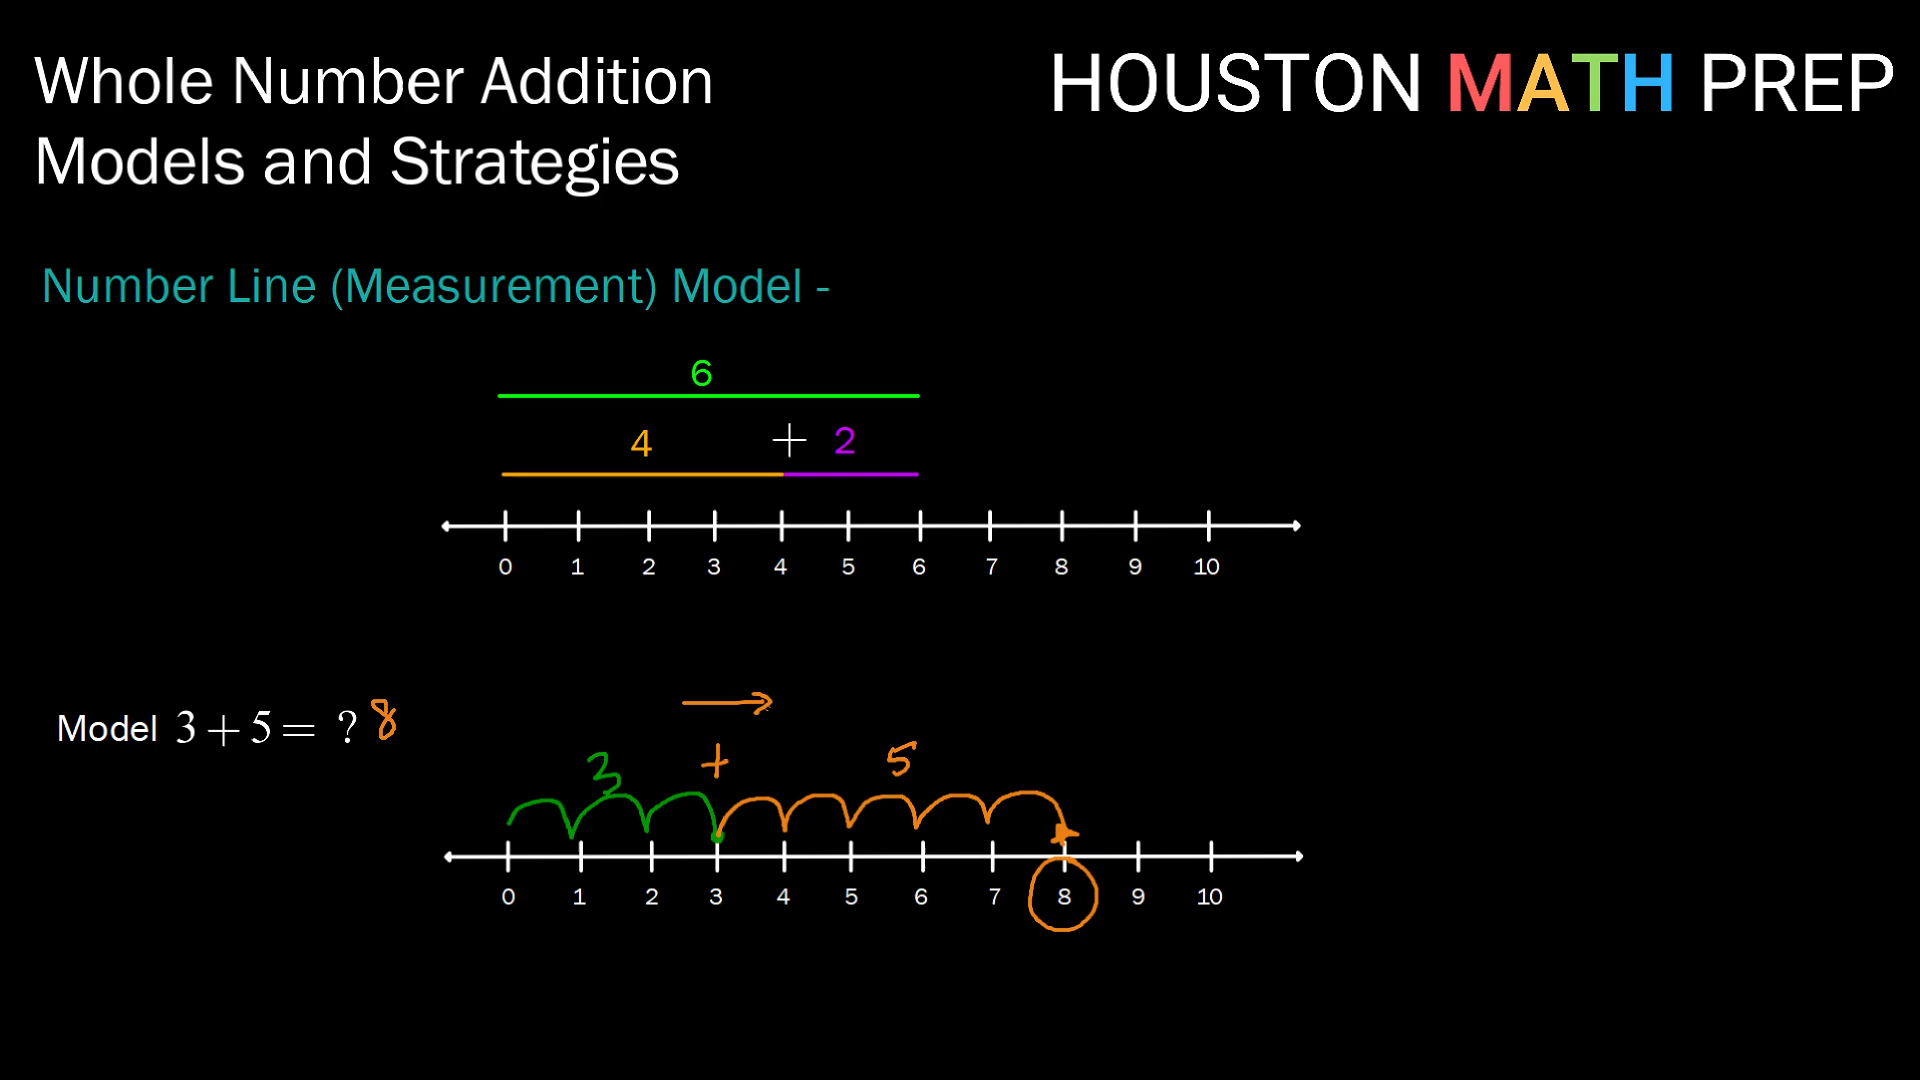 Whole Number Addition
Models and Strategies
HOUSTON MATH PREP
Number Line (Measurement) Model -
6
4 + 2
0 1 2 3 4 5 6 7 8 9 10
Model 3 + 5 = ? 8
3 + 5
0 1 2 3 4 5 6 7 8 9 10